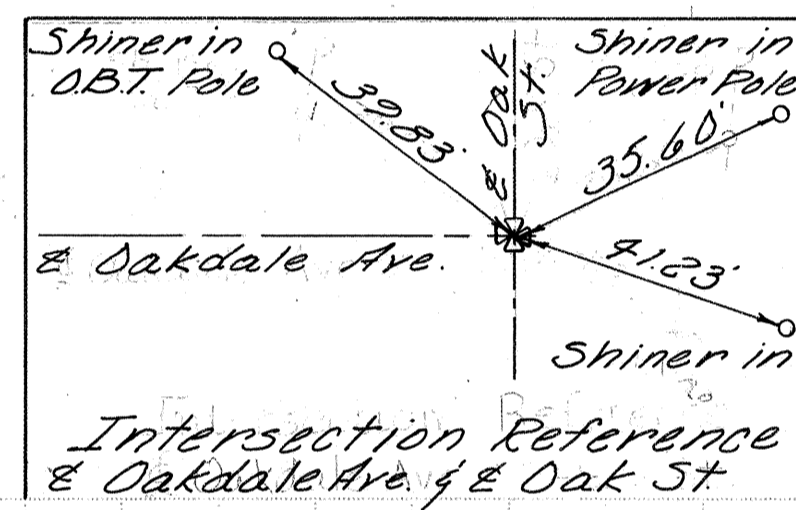 Shiner in
O.B.T. Pole
39.83'
℄ Oak
St.
Shiner in
Power Pole
35.60'
℄ Oakdale Ave.
41.23'
Shiner in
Intersection Reference
℄ Oakdale Ave. & ℄ Oak St.